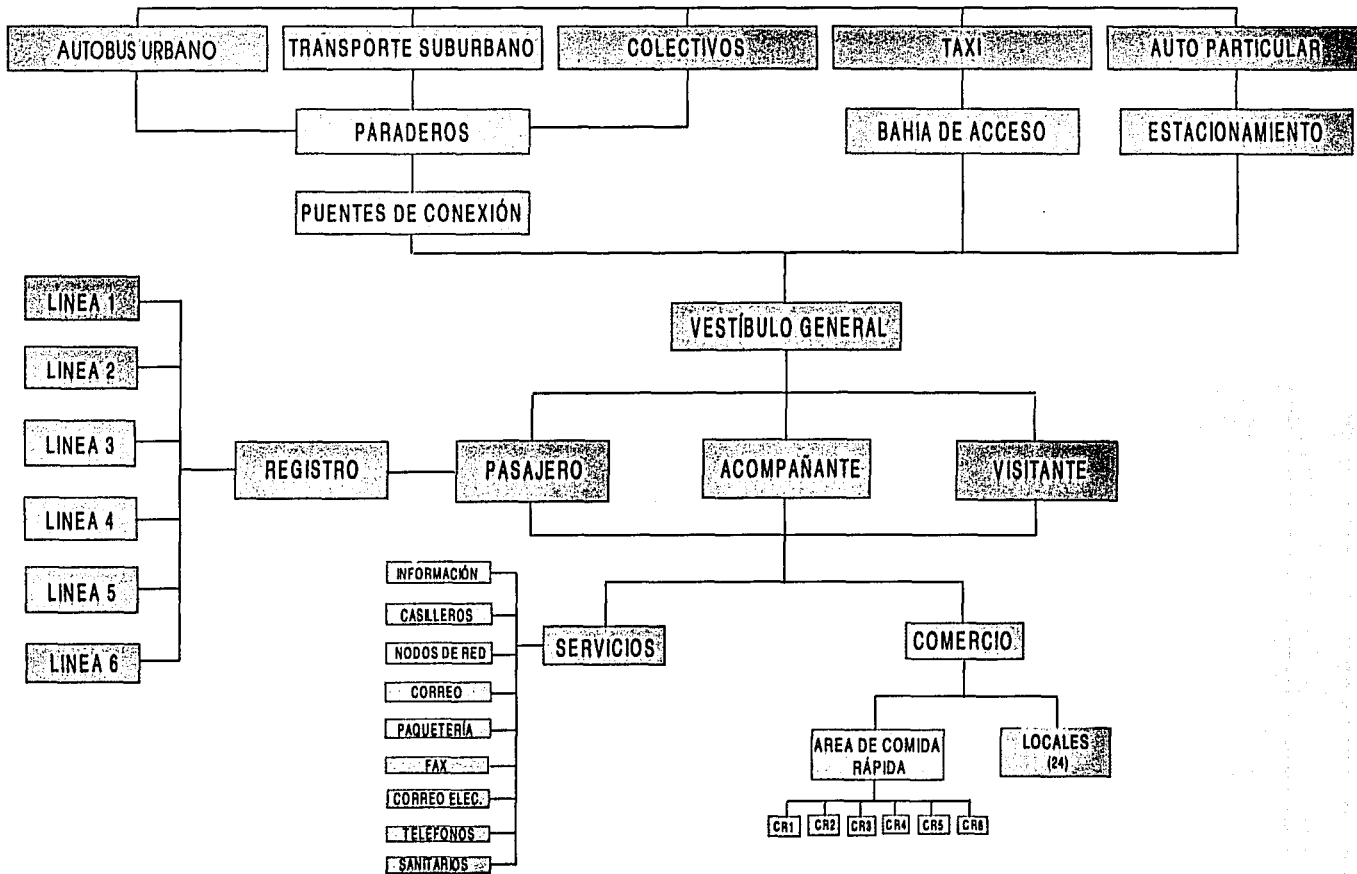 AUTOBUS URBANO
TRANSPORTE SUBURBANO
COLECTIVOS
TAXI
AUTO PARTICULAR
PARADEROS
BAHIA DE ACCESO
ESTACIONAMIENTO
PUENTES DE CONEXIÓN
VESTÍBULO GENERAL
LINEA 1
LINEA 2
LINEA 3
LINEA 4
LINEA 5
LINEA 6
REGISTRO
PASAJERO
ACOMPAÑANTE
VISITANTE
INFORMACIÓN
CASILLEROS
NODOS DE RED
CORREO
PAQUETERÍA
FAX
CORREO ELEC.
TELEFONOS
SANITARIOS
SERVICIOS
COMERCIO
AREA DE COMIDA
RÁPIDA
LOCALES
(24)
CR1
CR2
CR3
CR4
CR5
CR6